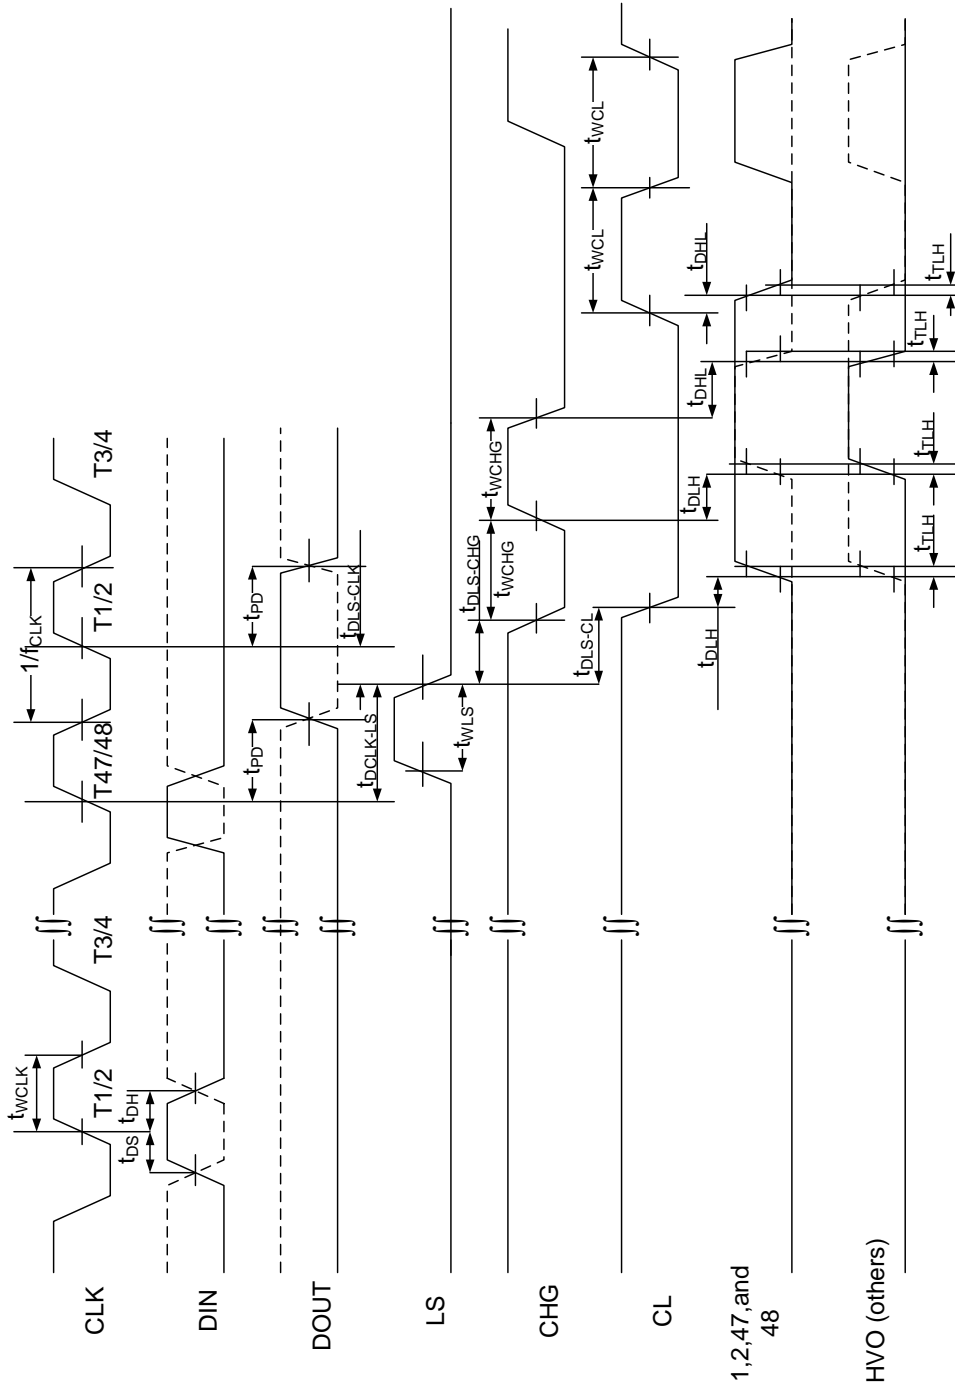 CLK
tWCLK
T1/2
T3/4
T47/48
1/fCLK
T1/2
T3/4
DIN
tDS
tDH
DOUT
tPD
tPD
tDCLK-LS
tDLS-CLK
LS
tWLS
CHG
tDLS-CHG
tWCHG
tWCHG
CL
tDLS-CL
tWCL
tWCL
1,2,47,and
48
tDLH
tDLH
tDHL
tDHL
HVO (others)
tTLH
tTLH
tTLH
tTLH